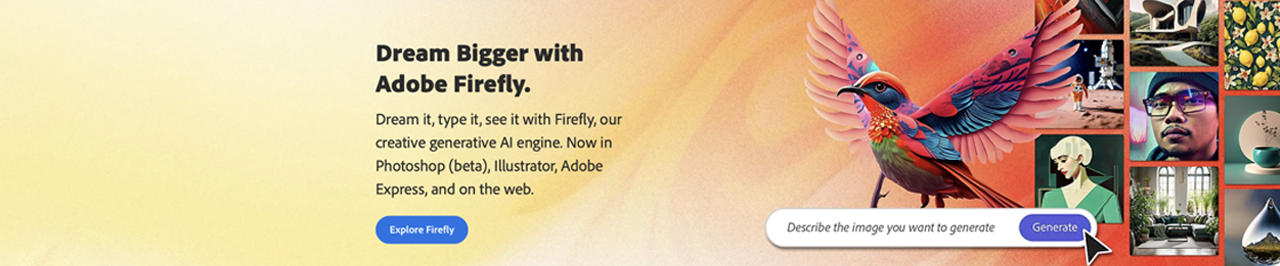 Dream Bigger with
Adobe Firefly.
Dream it, type it, see it with Firefly, our
creative generative AI engine. Now in
Photoshop (beta), Illustrator, Adobe
Express, and on the web.
Explore Firefly
Describe the image you want to generate
Generate